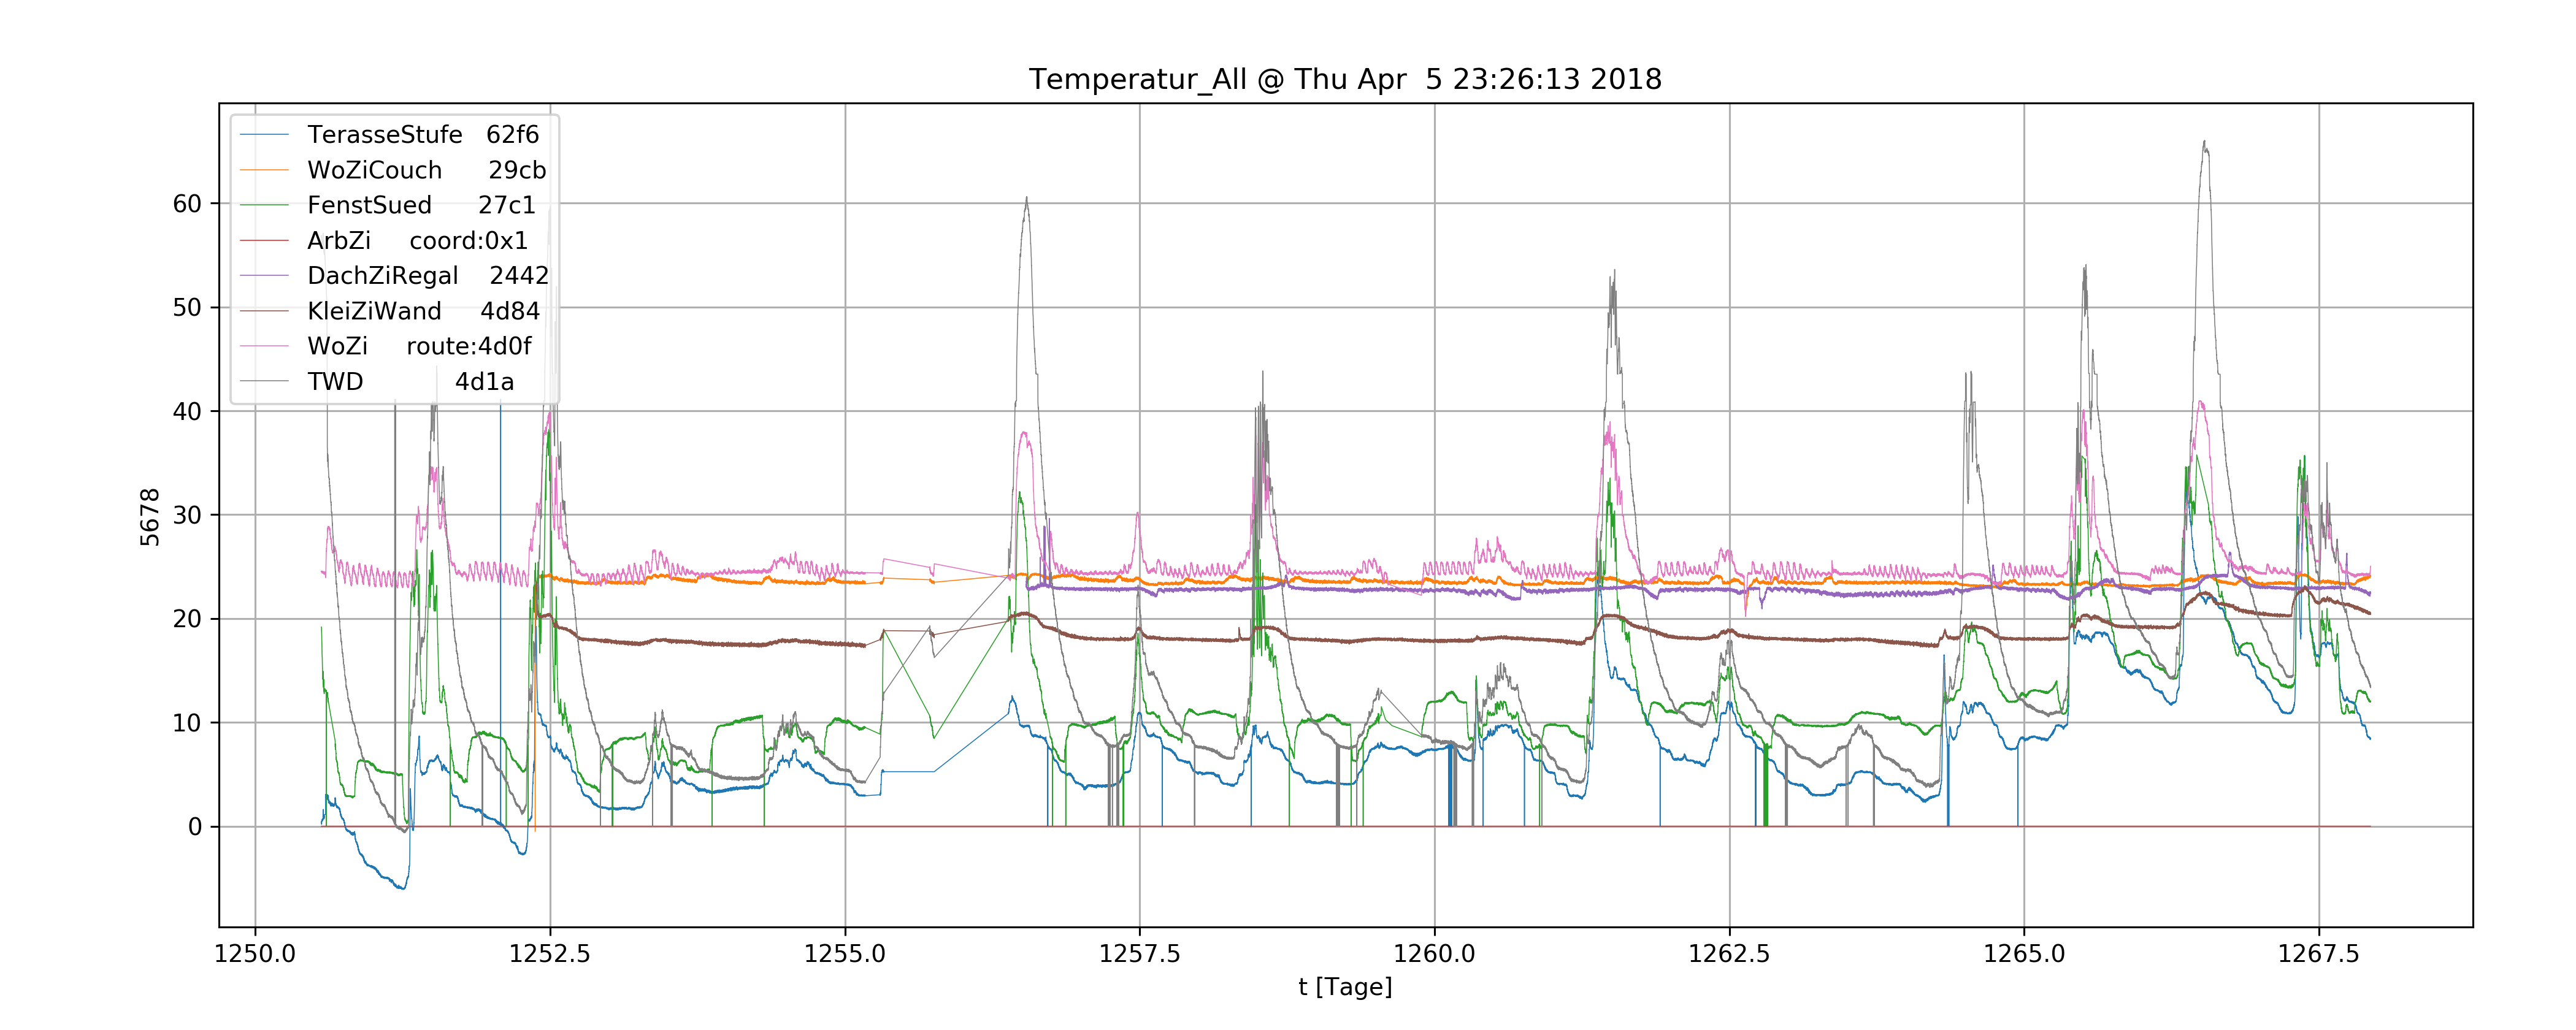 Temperatur_All @ Thu Apr  5 23:26:13 2018
TerasseStufe   62f6
WoZiCouch      29cb
FenstSued      27c1
ArbZi     coord:0x1
DachZiRegal    2442
KleiZiWand     4d84
WoZi     route:4d0f
TWD            4d1a
60
50
40
30
20
10
0
5678
1250.0 1252.5 1255.0 1257.5 1260.0 1262.5 1265.0 1267.5
t [Tage]